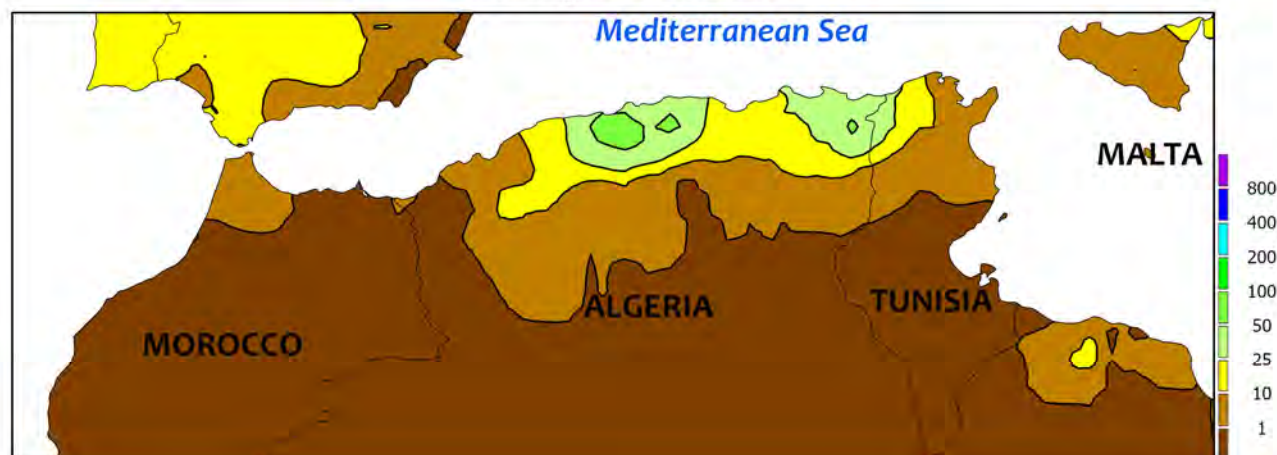 Mediterranean Sea
MALTA
800
400
200
ALGERIA
TUNISIA
100
MOROCCO
50
25
10
1